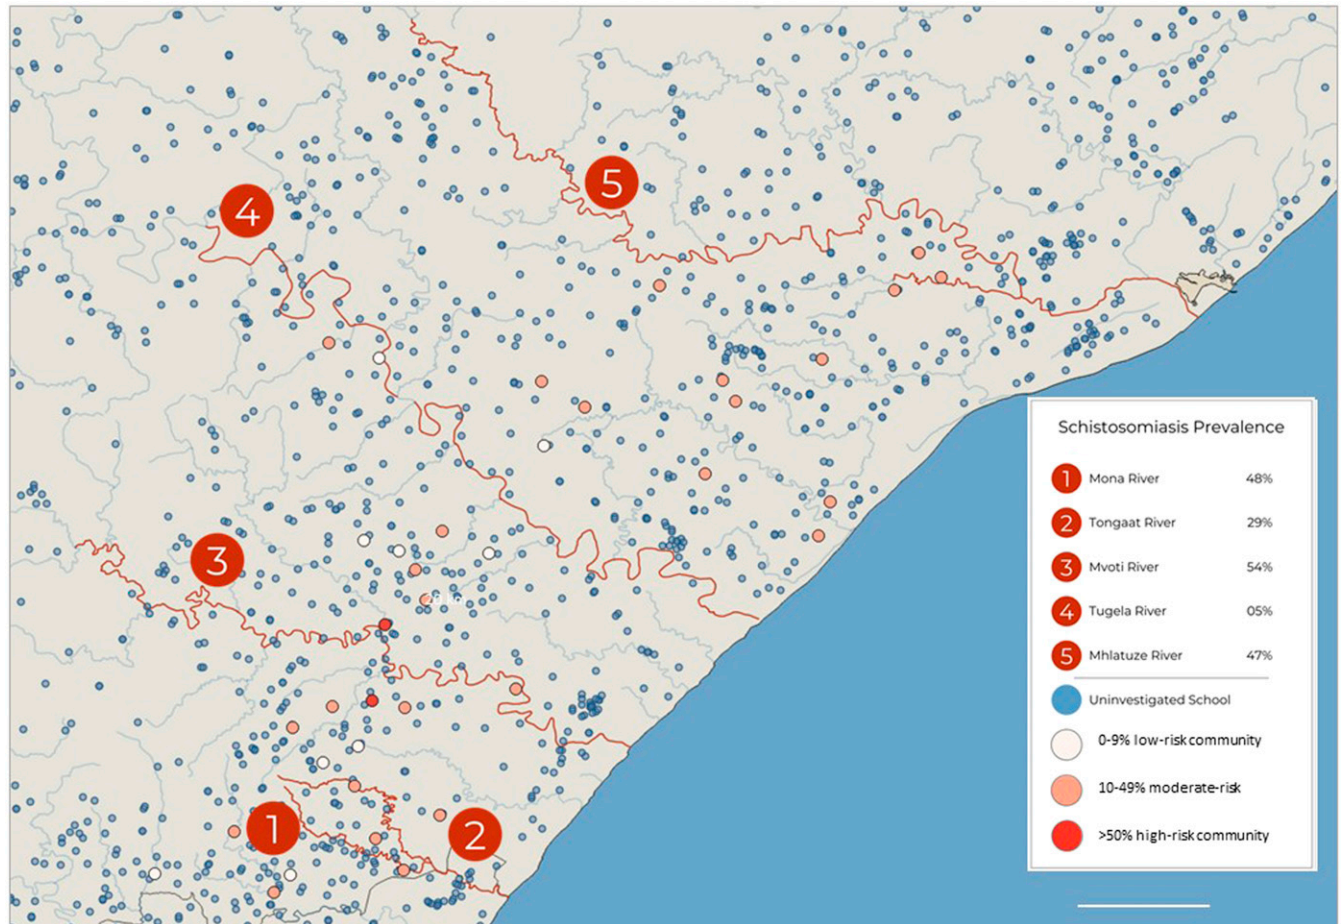 5
4
3
1
2
Schistosomiasis Prevalence
1 Mona River 48%
2 Tongaat River 29%
3 Mvoti River 54%
4 Tugela River 05%
5 Mhlatuze River 47%
Uninvestigated School
0-9% low-risk community
10-49% moderate-risk
>50% high-risk community